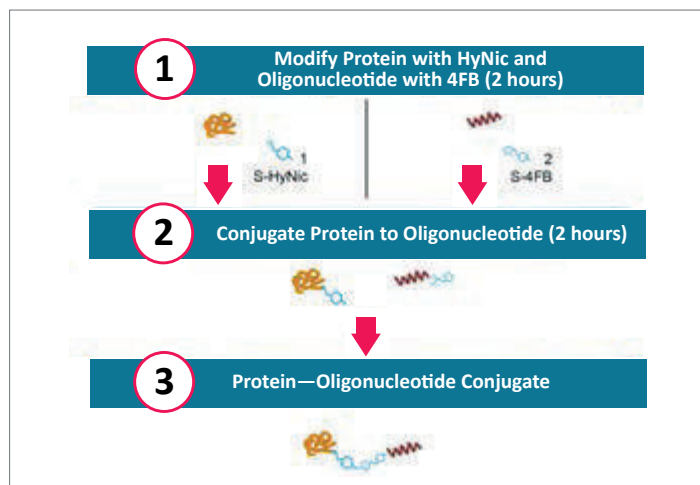 1
Modify Protein with HyNic and
Oligonucleotide with 4FB (2 hours)
1
S-HyNic
2
S-4FB
2
Conjugate Protein to Oligonucleotide (2 hours)
3
Protein—Oligonucleotide Conjugate